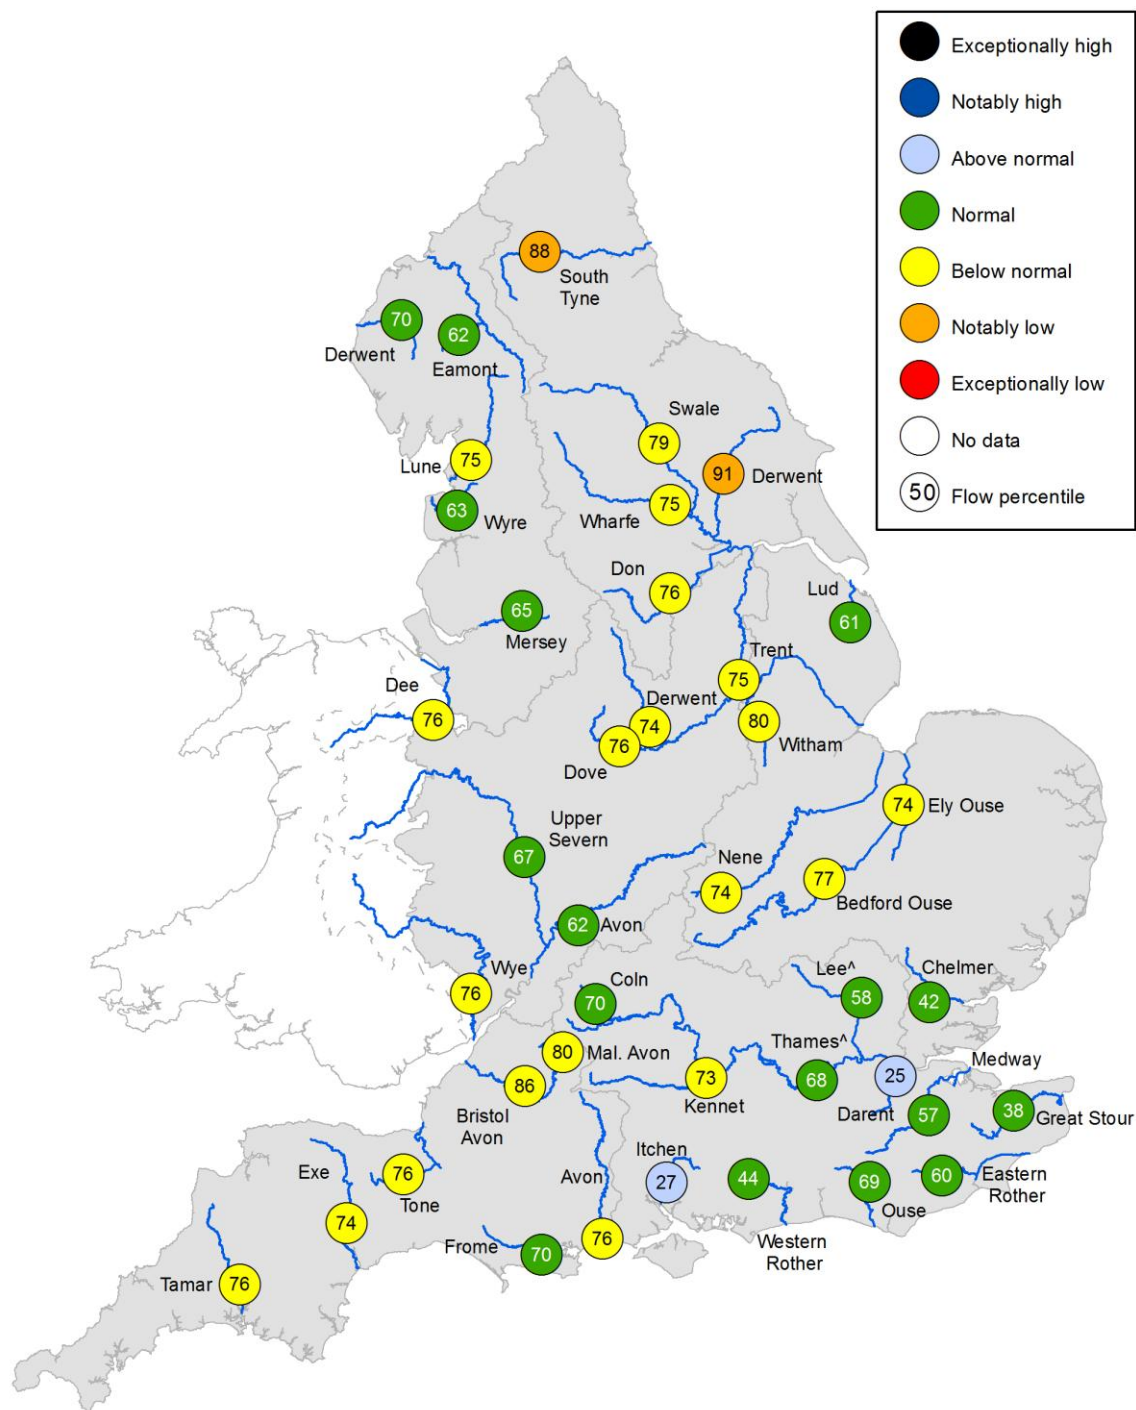 Exceptionally high
Notably high
Above normal
Normal
Below normal
Notably low
Exceptionally low
No data
50 Flow percentile
88
South
Tyne
70
Derwent
62
Eamont
Swale
79
Lune
75
91
Derwent
63
Wyre
Wharfe
75
Don
76
Lud
61
65
Mersey
Trent
75
Dee
76
Derwent
74
80
Witham
76
Dove
74
Ely Ouse
Upper
Severn
67
Nene
74
77
Bedford Ouse
62
Avon
Wye
76
Coln
70
Lee^
58
Chelmer
42
80
Mal. Avon
Thames^
68
Medway
25
Darent
73
Kennet
86
Bristol
Avon
57
38
Great Stour
Itchen
27
44
Western
Rother
69
Ouse
60
Eastern
Rother
Exe
74
76
Tone
Avon
76
Frome
70
Tamar
76